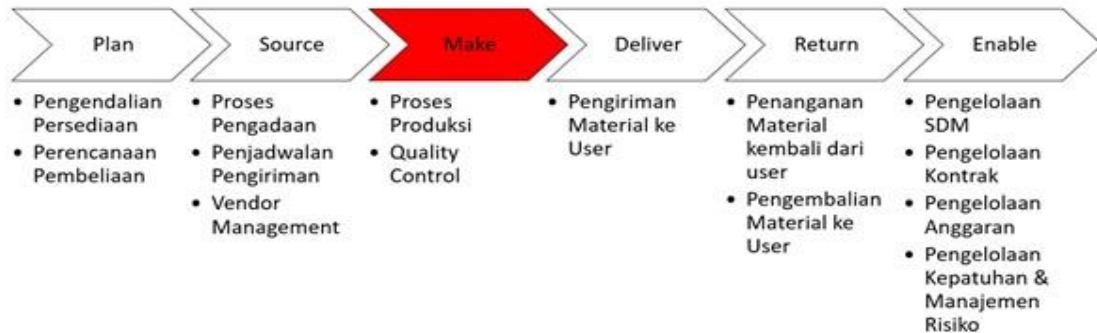 Plan
Source
Make
Deliver
Return
Enable
• Pengendalian
Persediaan
• Perencanaan
Pembeliaan
• Proses
Pengadaan
• Penjadwalan
Pengiriman
• Vendor
Management
• Proses
Produksi
• Quality
Control
• Pengiriman
Material ke
User
• Penanganan
Material
kembali dari
user
• Pengembalian
Material ke
User
• Pengelolaan
SDM
• Pengelolaan
Kontrak
• Pengelolaan
Anggaran
• Pengelolaan
Kepatuhan &
Manajemen
Risiko